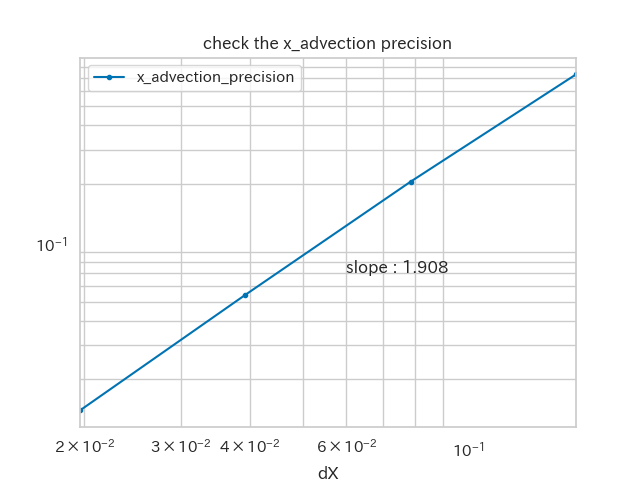 check the x_advection precision
x_advection_precision
10⁻¹
slope : 1.908
2×10⁻² 3×10⁻² 4×10⁻² 6×10⁻² 10⁻¹
dX